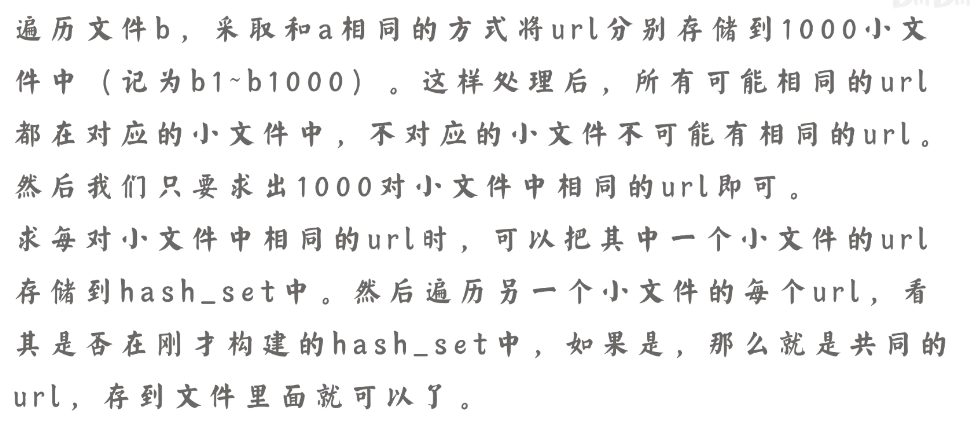 遍历文件b，采取和a相同的方式将url分别存储到1000小文
件中（记为b1~b1000）。这样处理后，所有可能相同的url
都在对应的小文件中，不对应的小文件不可能有相同的url。
然后我们只要求出1000对小文件中相同的url即可。
求每对小文件中相同的url时，可以把其中一个小文件的url
存储到hash_set中。然后遍历另一个小文件的每个url，看
其是否在刚才构建的hash_set中，如果是，那么就是共同的
url，存到文件里面就可以了。